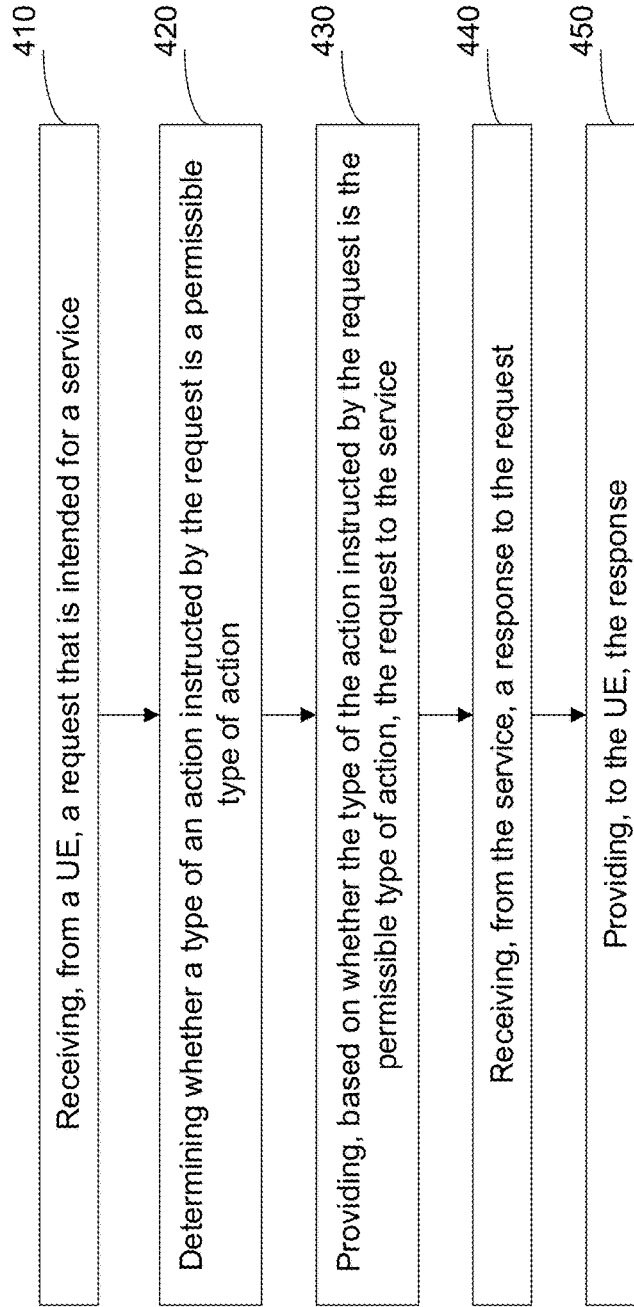 410
Receiving, from a UE, a request that is intended for a service
420
Determining whether a type of an action instructed by the request is a permissible
type of action
430
Providing, based on whether the type of the action instructed by the request is the
permissible type of action, the request to the service
440
Receiving, from the service, a response to the request
450
Providing, to the UE, the response